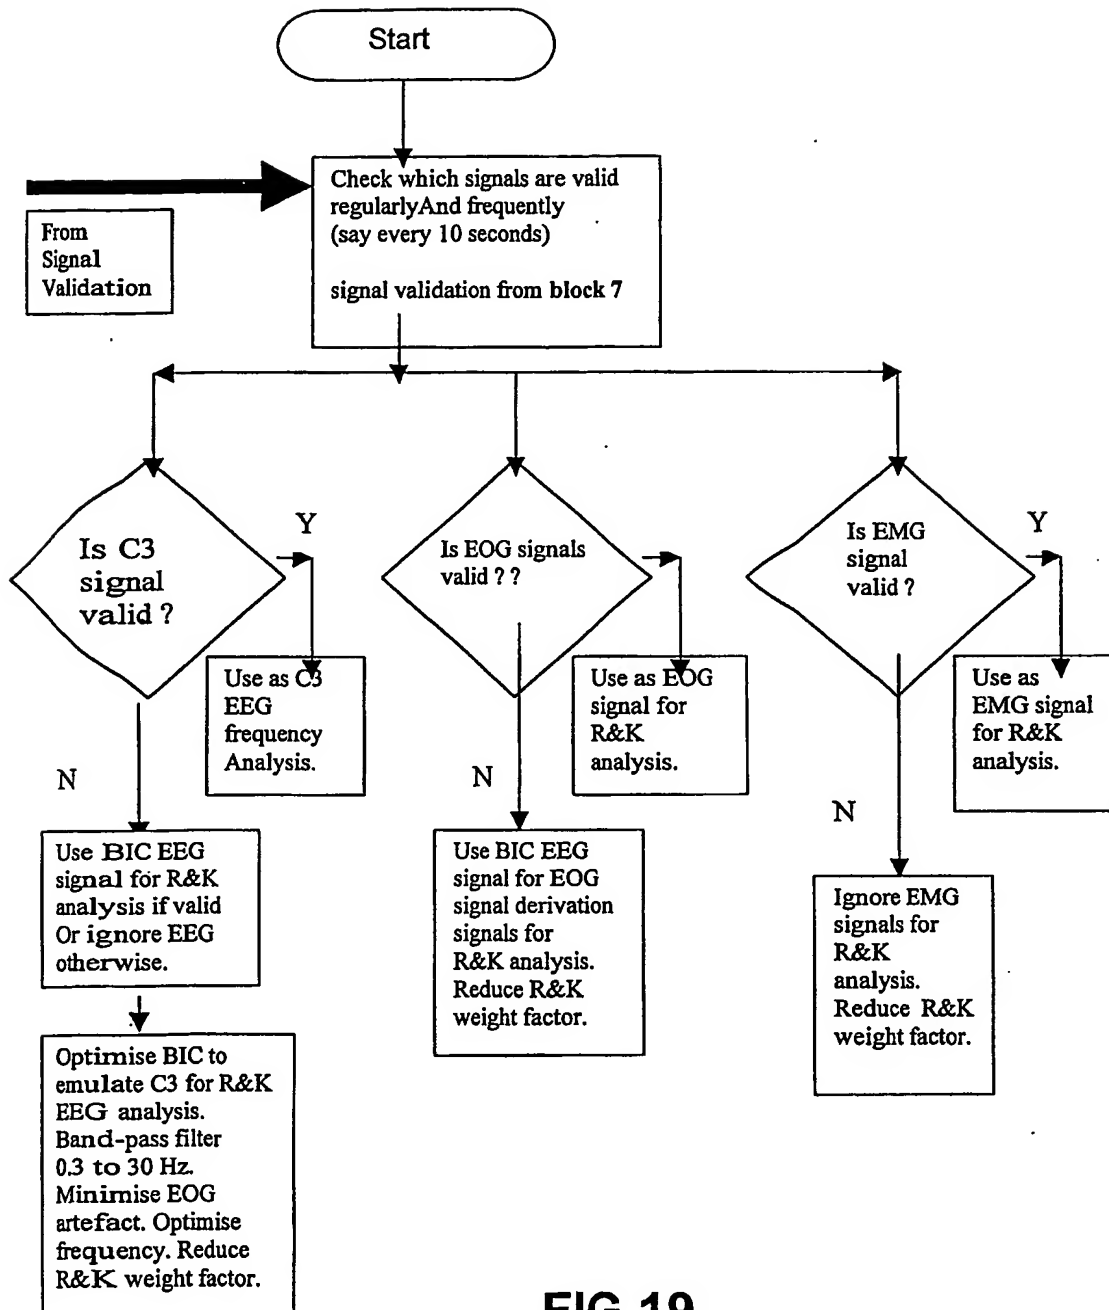 Start
Check which signals are valid
regularlyAnd frequently
(say every 10 seconds)
signal validation from block 7
From
Signal
Validation
Is C3
signal
valid ?
Y
Is EOG signals
valid ? ?
Is EMG
signal
valid ?
Y
Use as C3
EEG
frequency
Analysis.
Use as EOG
signal for
R&K
analysis.
Use as
EMG signal
for R&K
analysis.
N
N
N
Use BIC EEG
signal for R&K
analysis if valid
Or ignore EEG
otherwise.
Use BIC EEG
signal for EOG
signal derivation
signals for
R&K analysis.
Reduce R&K
weight factor.
Ignore EMG
signals for
R&K
analysis.
Reduce R&K
weight factor.
Optimise BIC to
emulate C3 for R&K
EEG analysis.
Band-pass filter
0.3 to 30 Hz.
Minimise EOG
artefact. Optimise
frequency. Reduce
R&K weight factor.
FIG 19